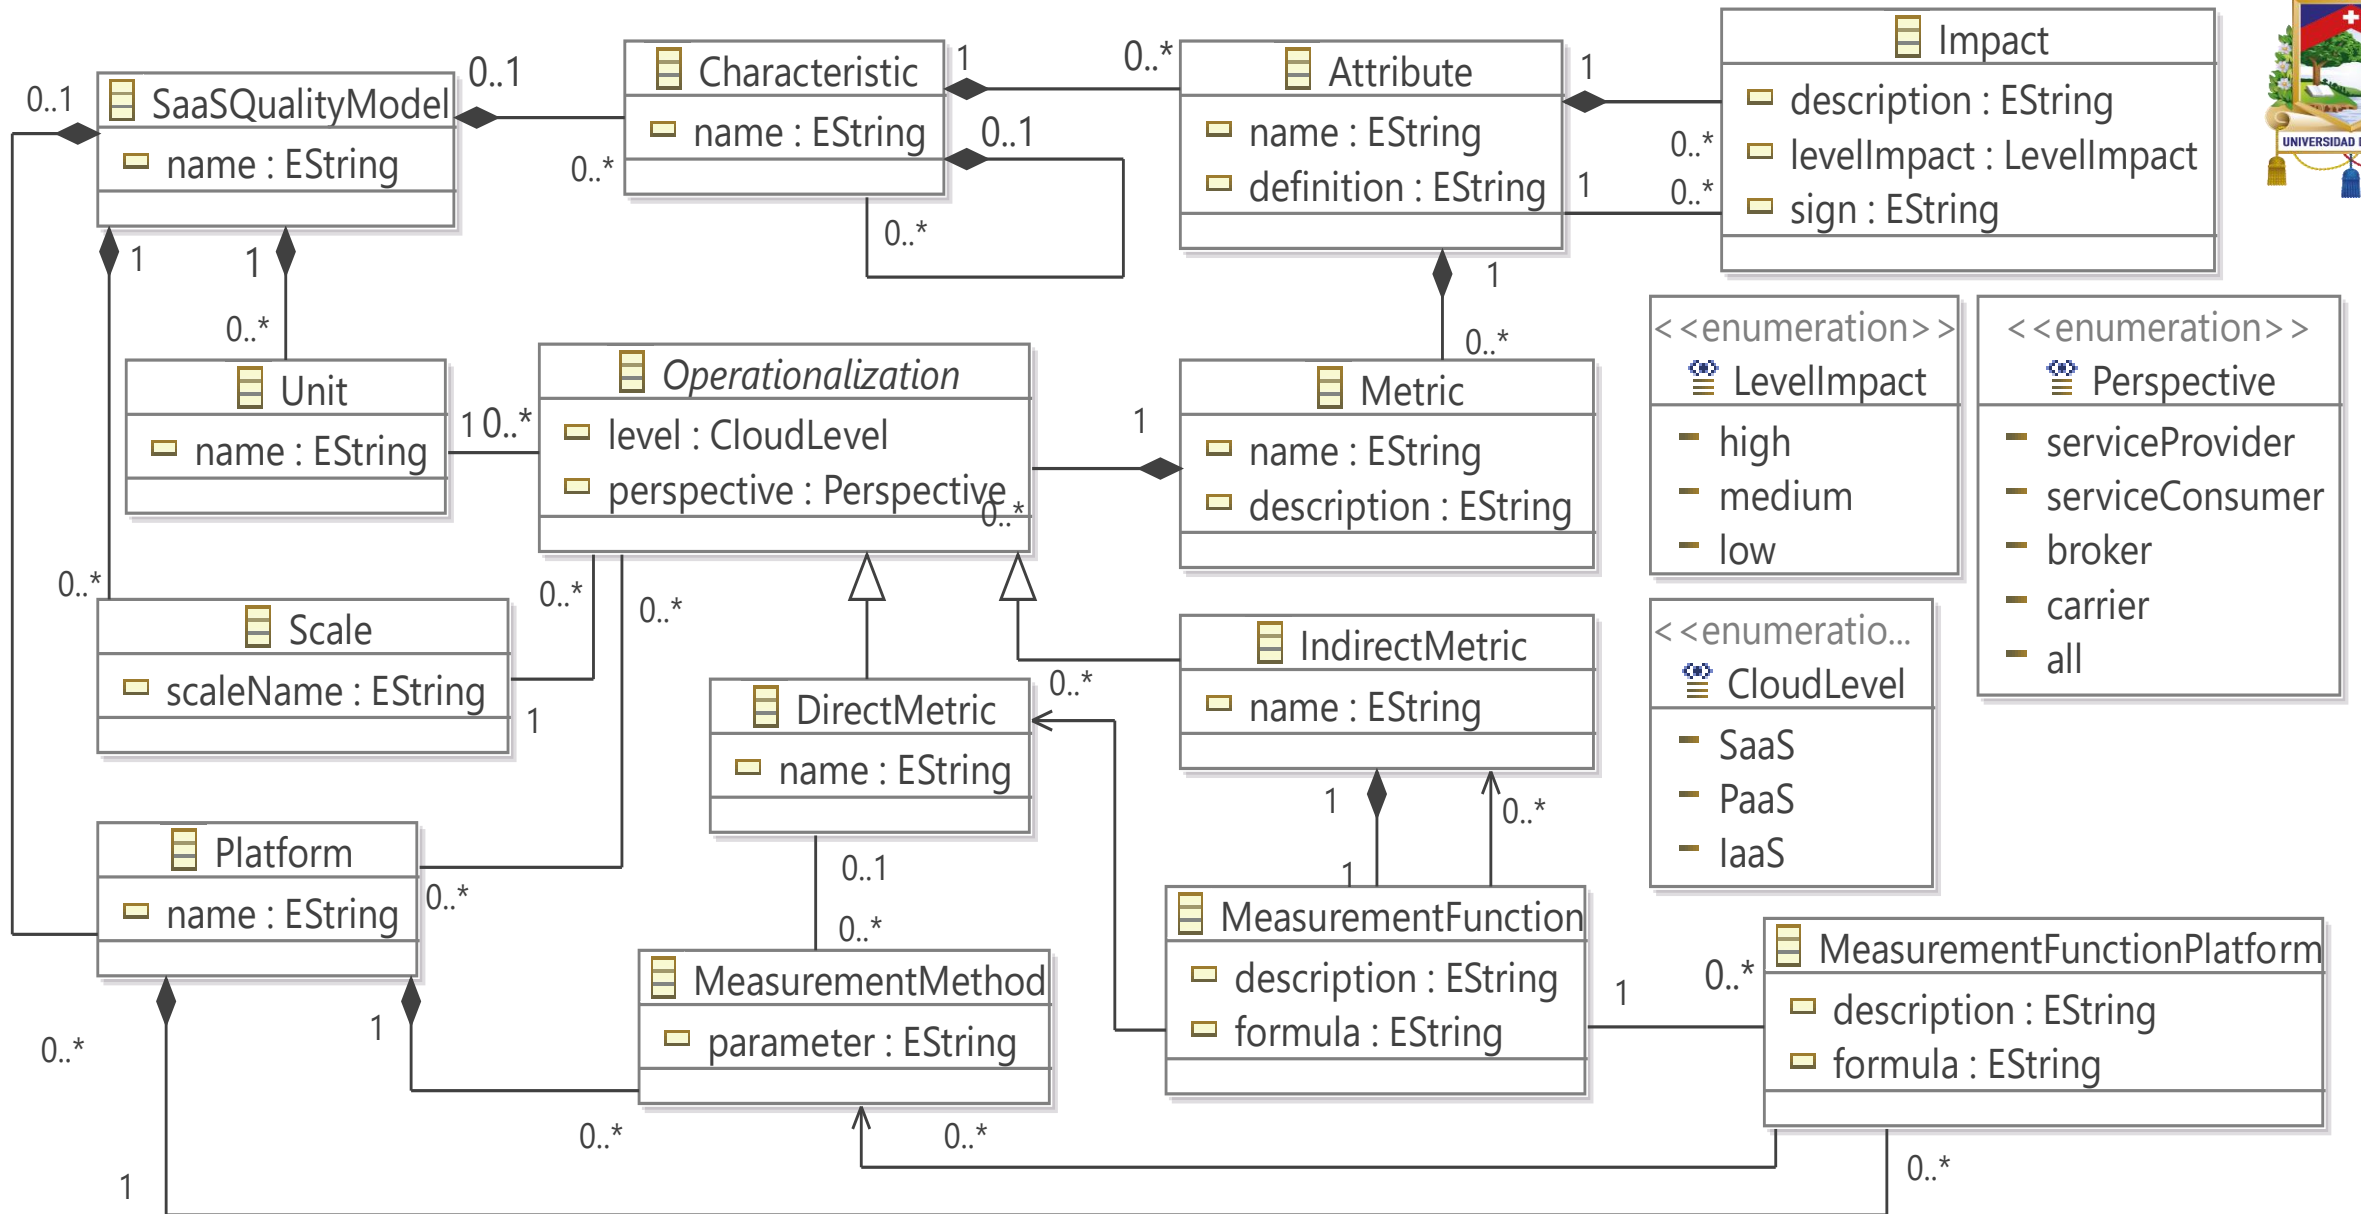 SaaSQualityModel
name : EString
0..1
0..1
0..*
1
1
0..*
0..*
Characteristic
name : EString
0..1
0..*
1
0..*
Attribute
name : EString
definition : EString
1
0..*
1
0..*
1
0..*
Impact
description : EString
levelImpact : LevelImpact
sign : EString
UNIVERSIDAD D
Unit
name : EString
1
0..*
Operationalization
level : CloudLevel
perspective : Perspective
0..*
1
Metric
name : EString
description : EString
<<enumeration>>
LevelImpact
high
medium
low
<<enumeration>>
Perspective
serviceProvider
serviceConsumer
broker
carrier
all
<<enumeratio...
CloudLevel
SaaS
PaaS
IaaS
Scale
scaleName : EString
1
0..*
0..*
DirectMetric
name : EString
0..*
0..1
0..*
IndirectMetric
name : EString
1
0..*
1
Platform
name : EString
0..*
0..*
1
1
MeasurementMethod
parameter : EString
0..*
0..*
MeasurementFunction
description : EString
formula : EString
1
0..*
MeasurementFunctionPlatform
description : EString
formula : EString
0..*